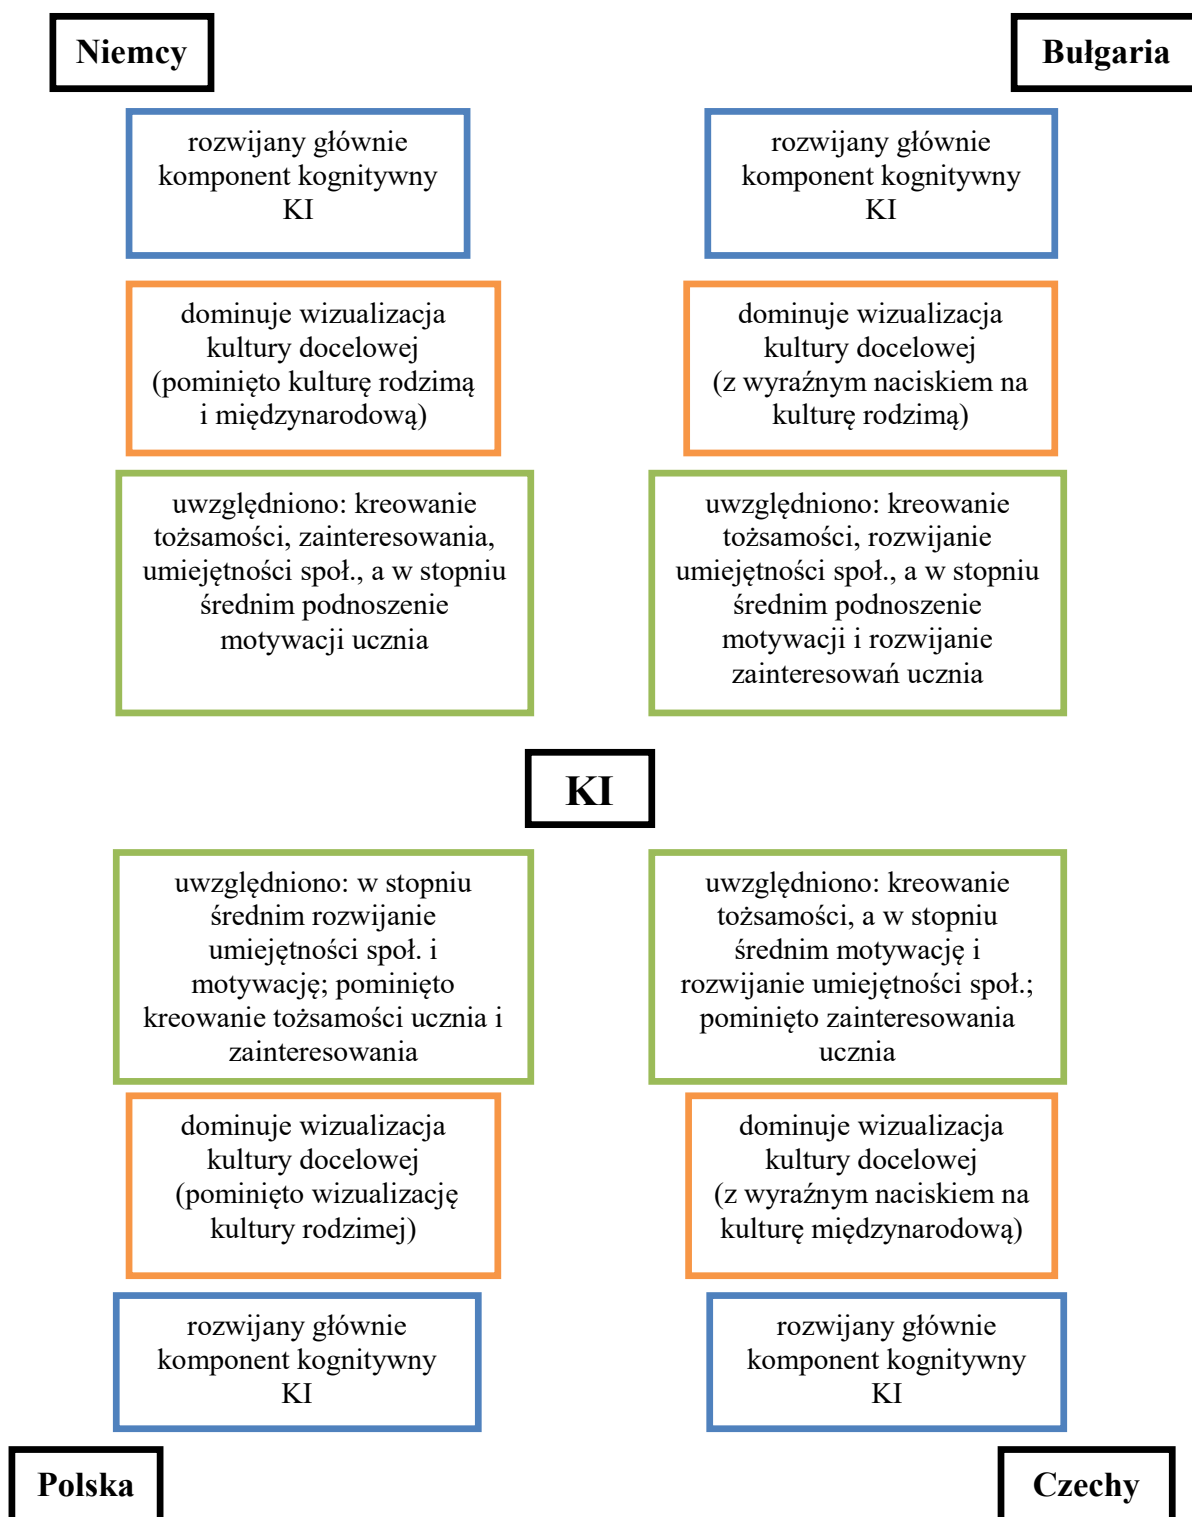 Niemcy
Bułgaria
rozwijany głównie
komponent kognitywny
KI
rozwijany głównie
komponent kognitywny
KI
dominuje wizualizacja
kultury docelowej
(pominięto kulturę rodzimą
i międzynarodową)
dominuje wizualizacja
kultury docelowej
(z wyraźnym naciskiem na
kulturę rodzimą)
uwzględniono: kreowanie
tożsamości, zainteresowania,
umiejętności społ., a w stopniu
średnim podnoszenie
motywacji ucznia
uwzględniono: kreowanie
tożsamości, rozwijanie
umiejętności społ., a w stopniu
średnim podnoszenie
motywacji i rozwijanie
zainteresowań ucznia
KI
uwzględniono: w stopniu
średnim rozwijanie
umiejętności społ. i
motywację; pominięto
kreowanie tożsamości ucznia i
zainteresowania
uwzględniono: kreowanie
tożsamości, a w stopniu
średnim motywację i
rozwijanie umiejętności społ.;
pominięto zainteresowania
ucznia
dominuje wizualizacja
kultury docelowej
(pominięto wizualizację
kultury rodzimej)
dominuje wizualizacja
kultury docelowej
(z wyraźnym naciskiem na
kulturę międzynarodową)
rozwijany głównie
komponent kognitywny
KI
rozwijany głównie
komponent kognitywny
KI
Polska
Czechy